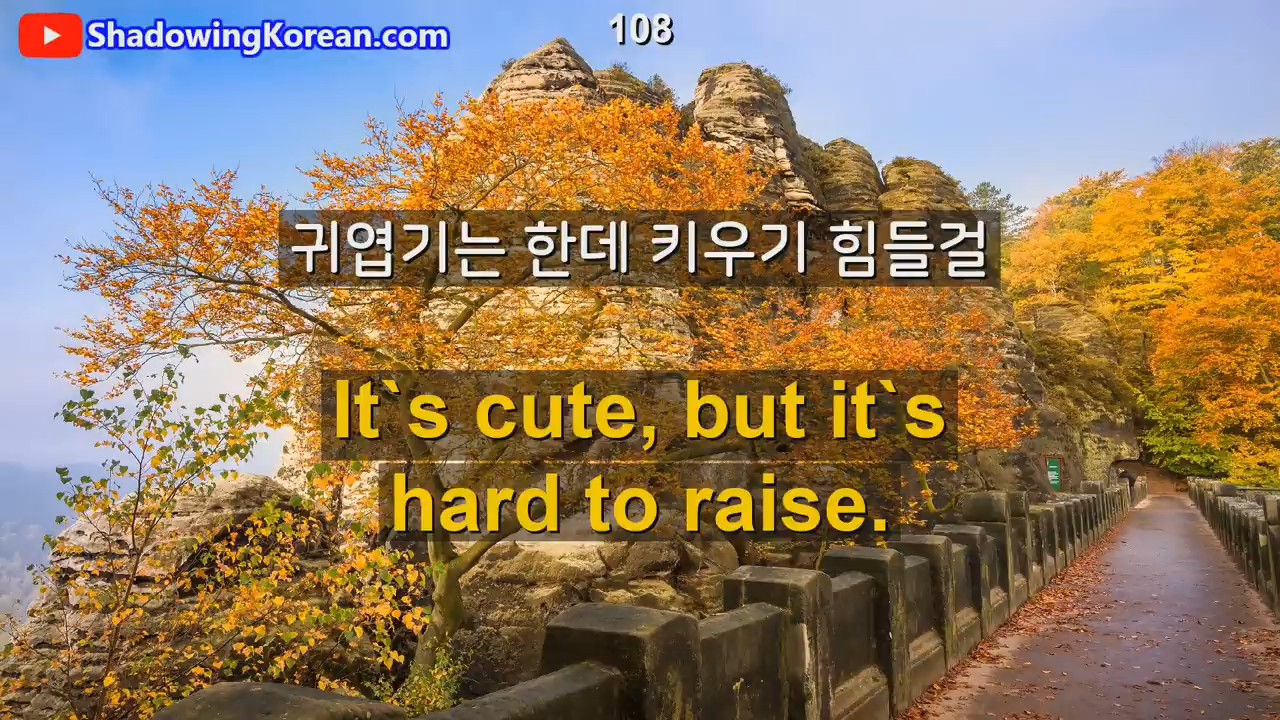 ShadowingKorean.com
108
귀엽기는 한데 키우기 힘들걸
It`s cute, but it`s
hard to raise.